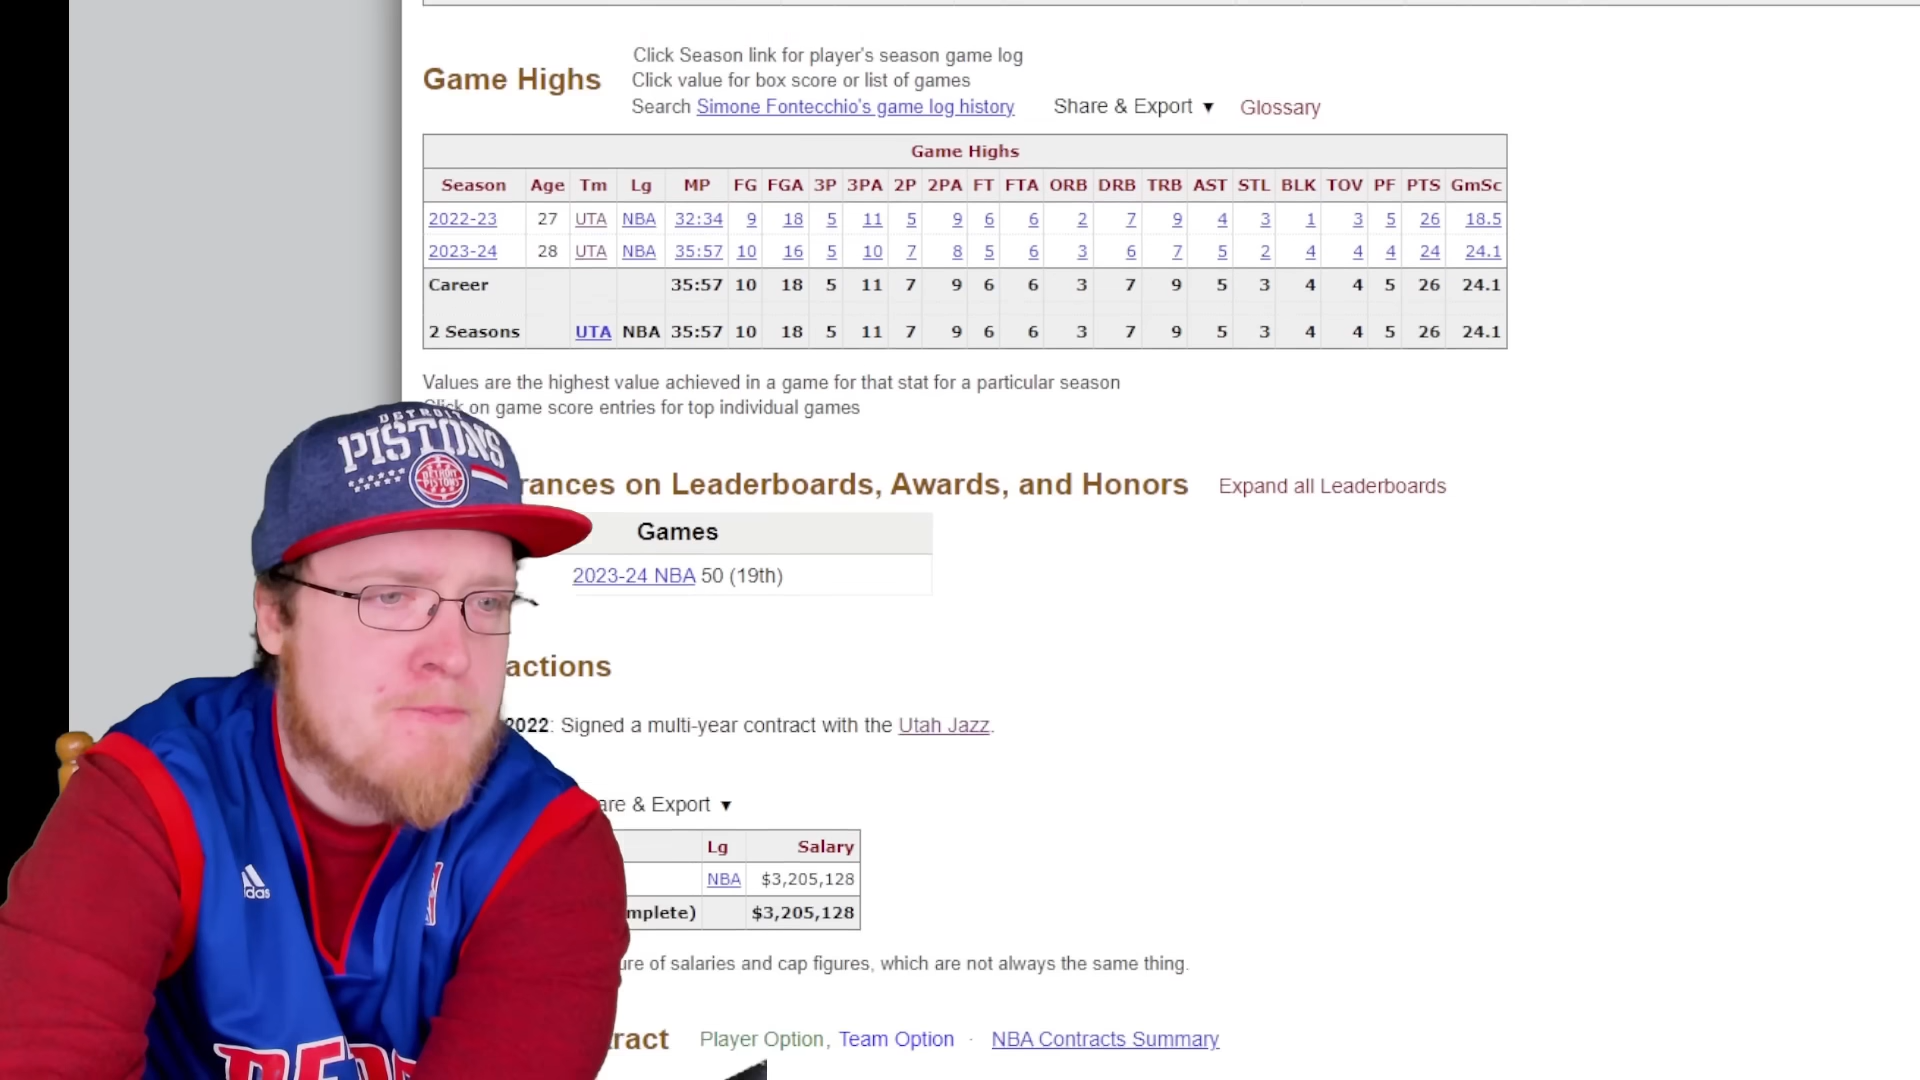 Game Highs
Click Season link for player's season game log
Click value for box score or list of games
Search Simone Fontecchio's game log history
Share & Export ▼ Glossary
Game Highs
Season Age Tm Lg MP FG FGA 3P 3PA 2P 2PA FT FTA ORB DRB TRB AST STL BLK TOV PF PTS GmSc
2022-23 27 UTA NBA 32:34 9 18 5 11 5 9 6 6 2 7 9 4 3 1 3 5 26 18.5
2023-24 28 UTA NBA 35:57 10 16 5 10 7 8 5 6 3 6 7 5 2 4 4 4 24 24.1
Career 35:57 10 18 5 11 7 9 6 6 3 7 9 5 3 4 4 5 26 24.1
2 Seasons UTA NBA 35:57 10 18 5 11 7 9 6 6 3 7 9 5 3 4 4 5 26 24.1
Values are the highest value achieved in a game for that stat for a particular season
Click on game score entries for top individual games
rances on Leaderboards, Awards, and Honors Expand all Leaderboards
Games
2023-24 NBA 50 (19th)
actions
2022: Signed a multi-year contract with the Utah Jazz.
are & Export ▼
Lg Salary
NBA $3,205,128
mplete) $3,205,128
ure of salaries and cap figures, which are not always the same thing.
ract Player Option, Team Option · NBA Contracts Summary
DETROIT
PISTONS
DETROIT
PISTONS
adidas